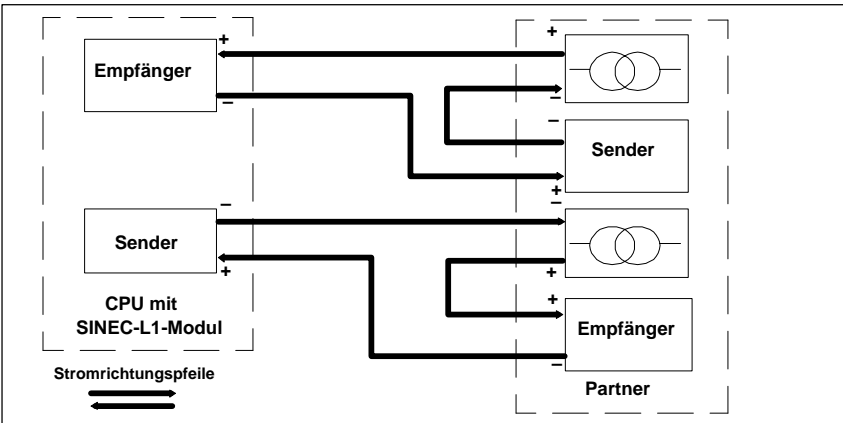 +
+
Empfänger
–
–
–
Sender
+
–
–
Sender
+
+
+
CPU mit
SINEC-L1-Modul
Empfänger
–
Stromrichtungspfeile
Partner